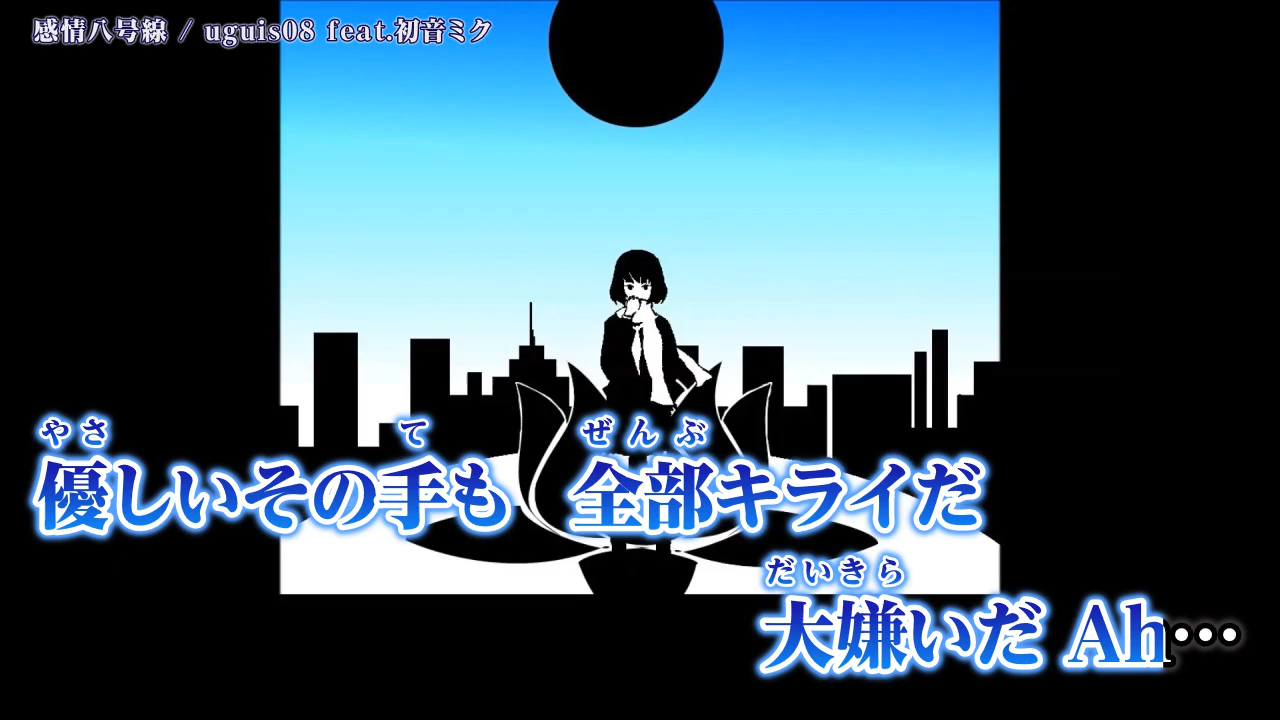 感情八号線 / uguis08 feat.初音ミク
やさ て ぜんぶ
優しいその手も 全部キライだ
だいきら
大嫌いだ Ah…